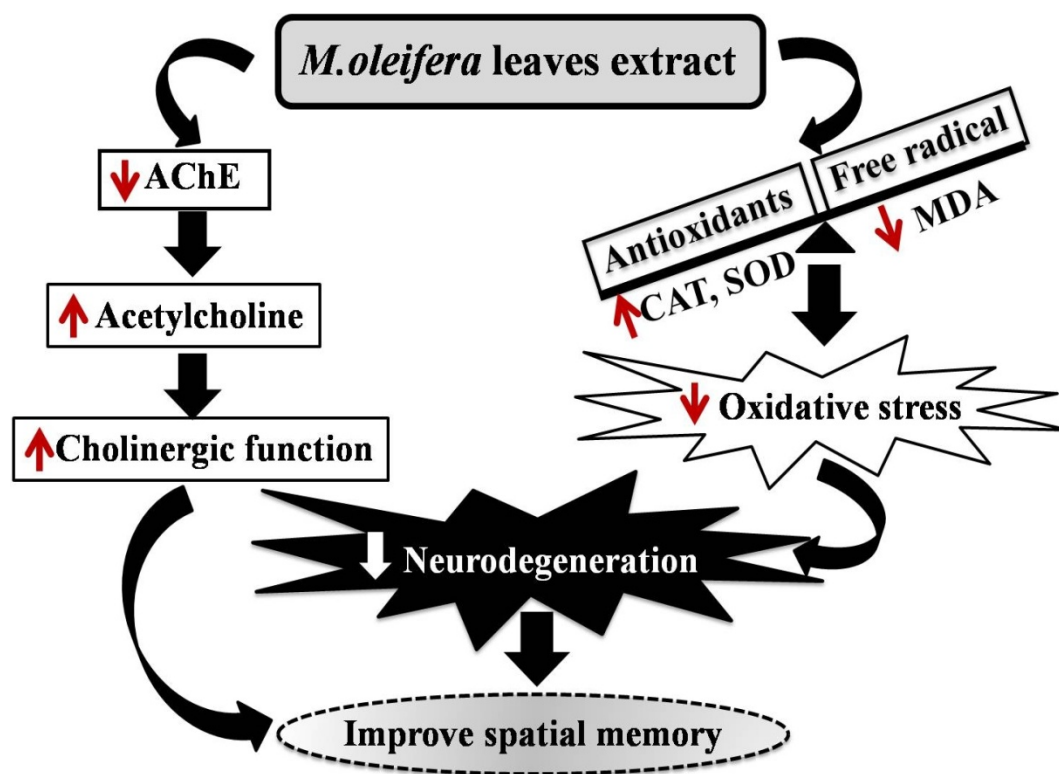 M.oleifera leaves extract
AChE
Acetylcholine
Cholinergic function
Antioxidants
Free radical
CAT, SOD
MDA
Oxidative stress
Neurodegeneration
Improve spatial memory